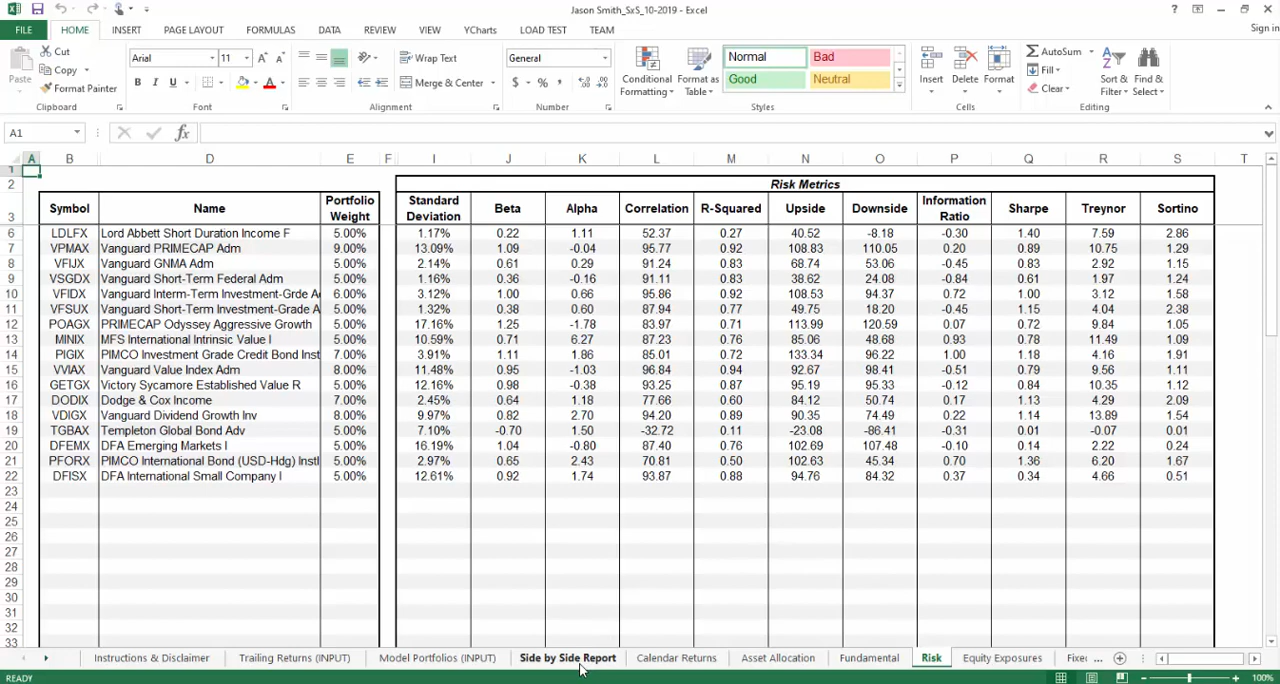 Jason Smith_SxS_10-2019 - Excel
FILE HOME INSERT PAGE LAYOUT FORMULAS DATA REVIEW VIEW YCharts LOAD TEST TEAM Sign in
Paste Cut Copy Format Painter Clipboard
Arial 11 B I U A Font
Wrap Text Merge & Center Alignment
General $ % , Number
Conditional Formatting Format as Table Normal Bad Good Neutral Styles
Insert Delete Format Cells
AutoSum Fill Clear Sort & Filter Find & Select Editing
A1 fx
A B D E F I J K L M N O P Q R S T
1
2 Risk Metrics
3 Symbol Name Portfolio Weight Standard Deviation Beta Alpha Correlation R-Squared Upside Downside Information Ratio Sharpe Treynor Sortino
6 LDLFX Lord Abbett Short Duration Income F 5.00% 1.17% 0.22 1.11 52.37 0.27 40.52 -8.18 -0.30 1.40 7.59 2.86
7 VPMAX Vanguard PRIMECAP Adm 9.00% 13.09% 1.09 -0.04 95.77 0.92 108.83 110.05 0.20 0.89 10.75 1.29
8 VFIJX Vanguard GNMA Adm 5.00% 2.14% 0.61 0.29 91.24 0.83 68.74 53.06 -0.45 0.83 2.92 1.15
9 VSGDX Vanguard Short-Term Federal Adm 5.00% 1.16% 0.36 -0.16 91.11 0.83 38.62 24.08 -0.84 0.61 1.97 1.24
10 VFIDX Vanguard Interm-Term Investment-Grde A 6.00% 3.12% 1.00 0.66 95.86 0.92 108.53 94.37 0.72 1.00 3.12 1.58
11 VFSUX Vanguard Short-Term Investment-Grade A 5.00% 1.32% 0.38 0.60 87.94 0.77 49.75 18.20 -0.45 1.15 4.04 2.38
12 POAGX PRIMECAP Odyssey Aggressive Growth 5.00% 17.16% 1.25 -1.78 83.97 0.71 113.99 120.59 0.07 0.72 9.84 1.05
13 MINIX MFS International Intrinsic Value I 5.00% 10.59% 0.71 6.27 87.23 0.76 85.06 48.68 0.93 0.78 11.49 1.09
14 PIGIX PIMCO Investment Grade Credit Bond Inst 7.00% 3.91% 1.11 1.86 85.01 0.72 133.34 96.22 1.00 1.18 4.16 1.91
15 VVIAX Vanguard Value Index Adm 8.00% 11.48% 0.95 -1.03 96.84 0.94 92.67 98.41 -0.51 0.79 9.56 1.11
16 GETGX Victory Sycamore Established Value R 5.00% 12.16% 0.98 -0.38 93.25 0.87 95.19 95.33 -0.12 0.84 10.35 1.12
17 DODIX Dodge & Cox Income 7.00% 2.45% 0.64 1.18 77.66 0.60 84.12 50.74 0.17 1.13 4.29 2.09
18 VDIGX Vanguard Dividend Growth Inv 8.00% 9.97% 0.82 2.70 94.20 0.89 90.35 74.49 0.22 1.14 13.89 1.54
19 TGBAX Templeton Global Bond Adv 5.00% 7.10% -0.70 1.50 -32.72 0.11 -23.08 -86.41 -0.31 0.01 -0.07 0.01
20 DFEMX DFA Emerging Markets I 5.00% 16.19% 1.04 -0.80 87.40 0.76 102.69 107.48 -0.10 0.14 2.22 0.24
21 PFORX PIMCO International Bond (USD-Hdg) Instl 5.00% 2.97% 0.65 2.43 70.81 0.50 102.63 45.34 0.70 1.36 6.20 1.67
22 DFISX DFA International Small Company I 5.00% 12.61% 0.92 1.74 93.87 0.88 94.76 84.32 0.37 0.34 4.66 0.51
23
24
25
26
27
28
29
30
31
32
33
Instructions & Disclaimer Trailing Returns (INPUT) Model Portfolios (INPUT) Side by Side Report Calendar Returns Asset Allocation Fundamental Risk Equity Exposures Fixed ...
READY 100%